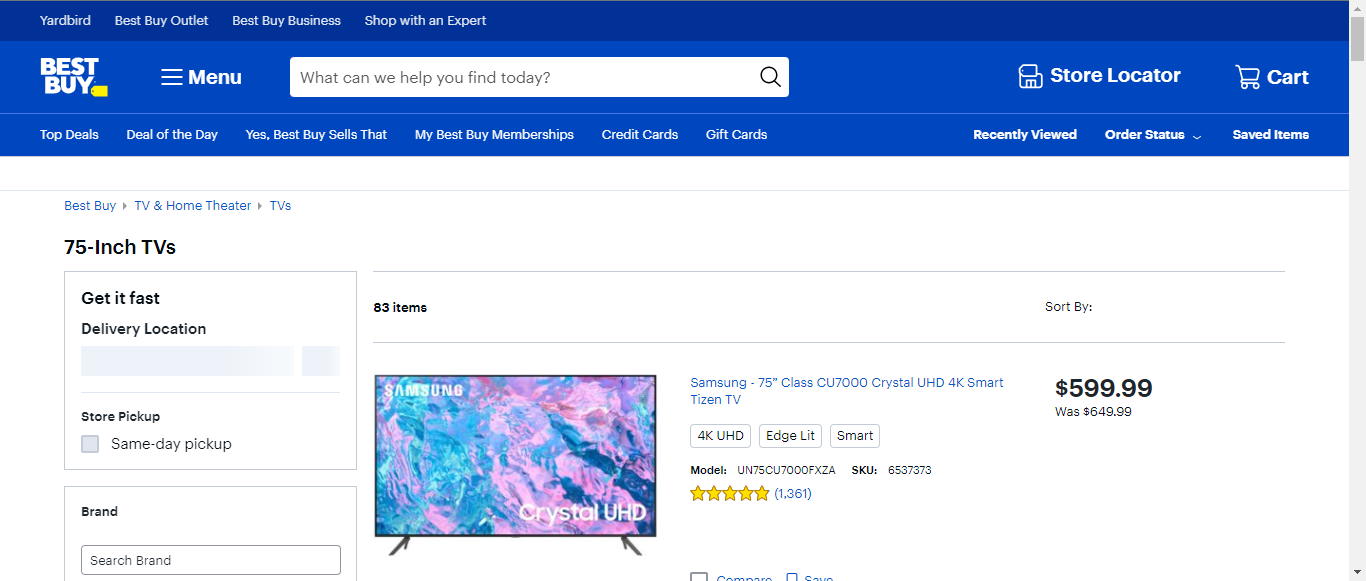 Yardbird Best Buy Outlet Best Buy Business Shop with an Expert
BEST
BUY
Menu
What can we help you find today?
Store Locator
Cart
Top Deals Deal of the Day Yes, Best Buy Sells That My Best Buy Memberships Credit Cards Gift Cards Recently Viewed Order Status Saved Items
Best Buy TV & Home Theater TVs
75-Inch TVs
Get it fast
Delivery Location
Store Pickup
Same-day pickup
Brand
Search Brand
83 items
Sort By:
SAMSUNG
Crystal UHD
Samsung - 75” Class CU7000 Crystal UHD 4K Smart
Tizen TV
4K UHD Edge Lit Smart
Model: UN75CU7000FXZA SKU: 6537373
(1,361)
Compare Save
$599.99
Was $649.99